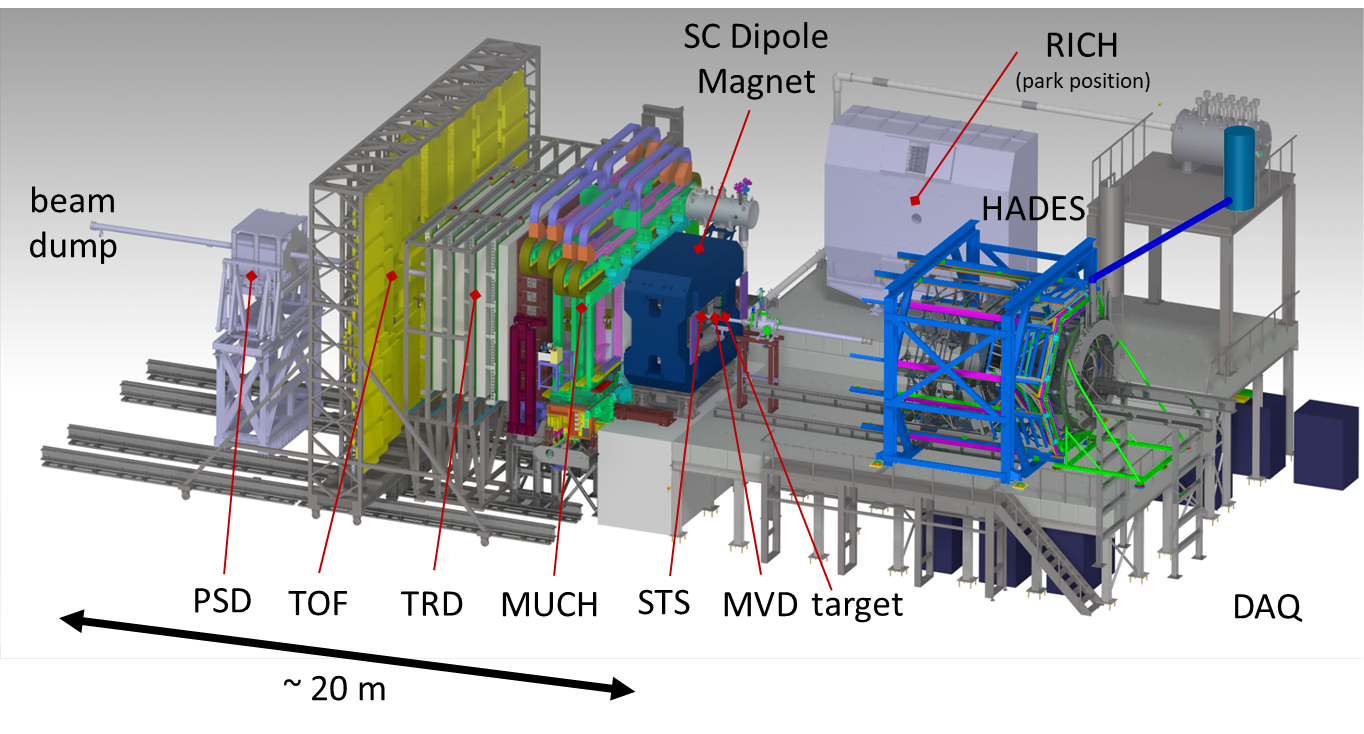 SC Dipole
Magnet
RICH
(park position)
beam
dump
HADES
PSD
TOF
TRD
MUCH
STS
MVD
target
DAQ
~ 20 m